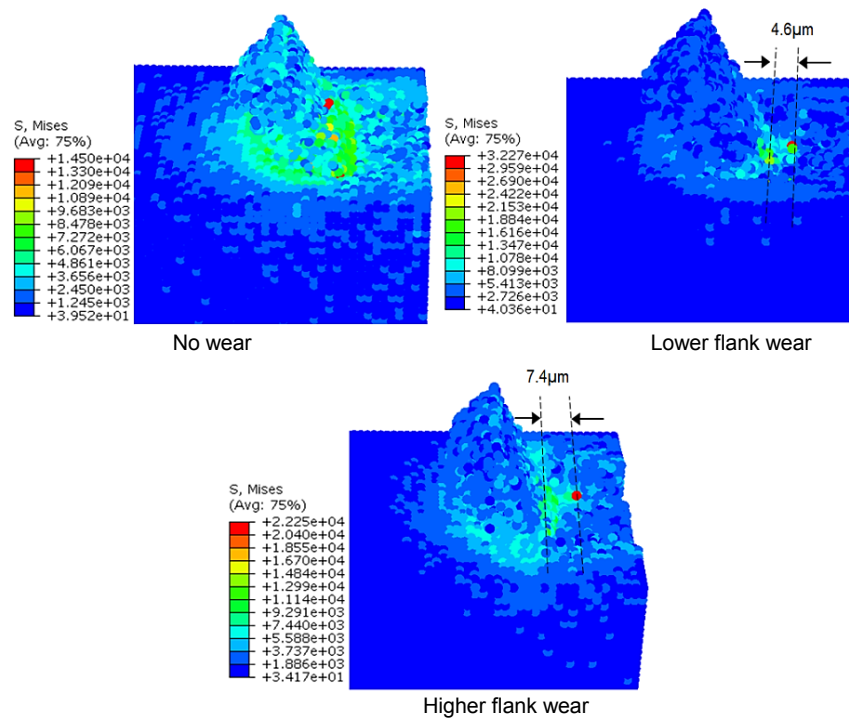 S, Mises
(Avg: 75%)
+1.450e+04
+1.330e+04
+1.209e+04
+1.089e+04
+9.683e+03
+8.478e+03
+7.272e+03
+6.067e+03
+4.861e+03
+3.656e+03
+2.450e+03
+1.245e+03
+3.952e+01
No wear
4.6µm
S, Mises
(Avg: 75%)
+3.227e+04
+2.959e+04
+2.690e+04
+2.422e+04
+2.153e+04
+1.884e+04
+1.616e+04
+1.347e+04
+1.078e+04
+8.099e+03
+5.413e+03
+2.726e+03
+4.036e+01
Lower flank wear
7.4µm
S, Mises
(Avg: 75%)
+2.225e+04
+2.040e+04
+1.855e+04
+1.670e+04
+1.484e+04
+1.299e+04
+1.114e+04
+9.291e+03
+7.440e+03
+5.588e+03
+3.737e+03
+1.886e+03
+3.417e+01
Higher flank wear